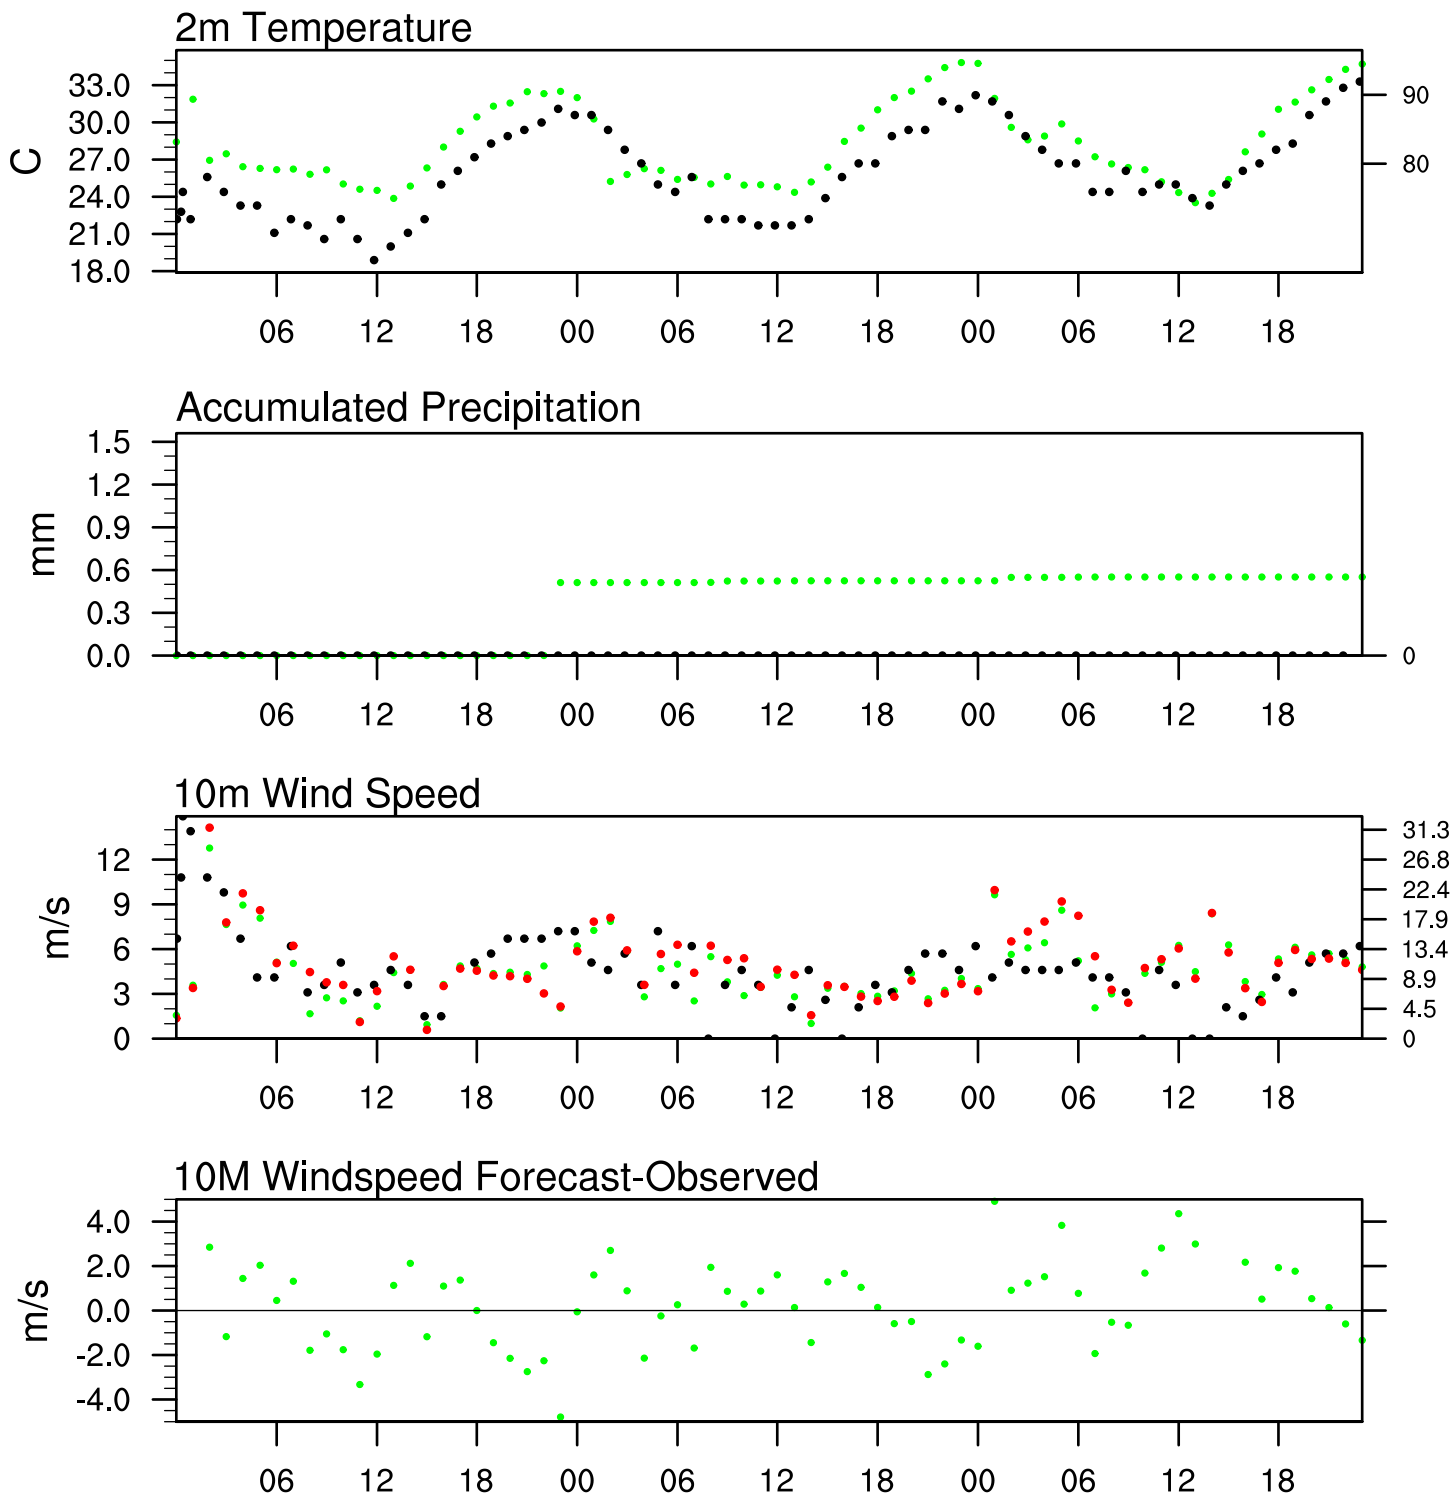 2m Temperature
C
33.0
30.0
27.0
24.0
21.0
18.0
90
80
06 12 18 00 06 12 18 00 06 12 18
Accumulated Precipitation
mm
1.5
1.2
0.9
0.6
0.3
0.0
0
06 12 18 00 06 12 18 00 06 12 18
10m Wind Speed
m/s
12
9
6
3
0
31.3
26.8
22.4
17.9
13.4
8.9
4.5
0
06 12 18 00 06 12 18 00 06 12 18
10M Windspeed Forecast-Observed
m/s
4.0
2.0
0.0
-2.0
-4.0
06 12 18 00 06 12 18 00 06 12 18